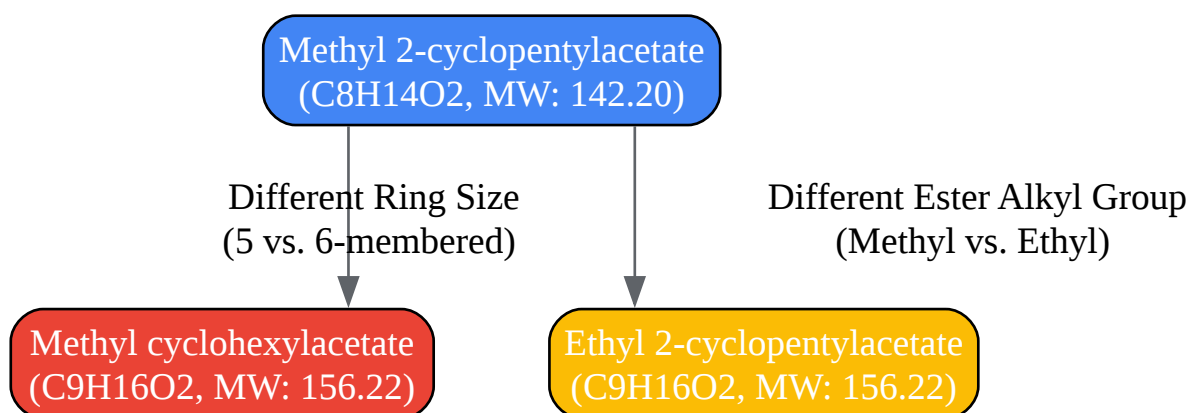 Methyl 2-cyclopentylacetate
(C8H14O2, MW: 142.20)
Different Ring Size
(5 vs. 6-membered)
Different Ester Alkyl Group
(Methyl vs. Ethyl)
Methyl cyclohexylacetate
(C9H16O2, MW: 156.22)
Ethyl 2-cyclopentylacetate
(C9H16O2, MW: 156.22)